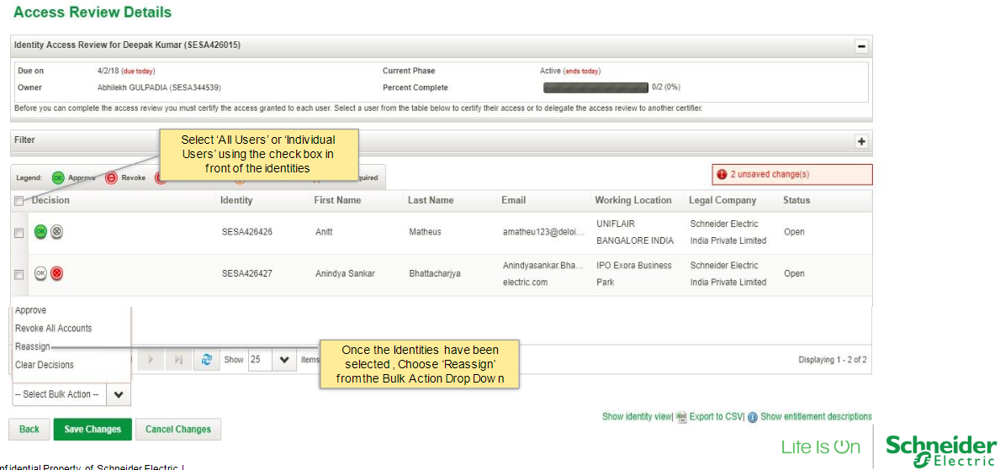 Access Review Details
Identity Access Review for Deepak Kumar (SESA426015)
Due on 4/2/18 (due today) Current Phase Active (ends today)
Owner Abhilekh GULPADIA (SESA344539) Percent Complete 0/2 (0%)
Before you can complete the access review you must certify the access granted to each user. Select a user from the table below to certify their access or to delegate the access review to another certifier.
Filter
Select ‘All Users’ or ‘Individual
Users’ using the check box in
front of the identities
Legend: OK Approve Revoke
2 unsaved change(s)
Decision Identity First Name Last Name Email Working Location Legal Company Status
OK SESA426426 Anitt Matheus amatheu123@deloi... UNIFLAIR BANGALORE INDIA Schneider Electric India Private Limited Open
OK SESA426427 Anindya Sankar Bhattacharjya Anindyasankar.Bha... electric.com IPO Exora Business Park Schneider Electric India Private Limited Open
Approve
Revoke All Accounts
Reassign
Clear Decisions
Show 25 items
Once the Identities have been
selected , Choose ‘Reassign’
from the Bulk Action Drop Down
Displaying 1 - 2 of 2
-- Select Bulk Action --
Show identity view| Export to CSV| Show entitlement descriptions
Back Save Changes Cancel Changes
Life Is On
Schneider
Electric
Property of Schneider Electric |